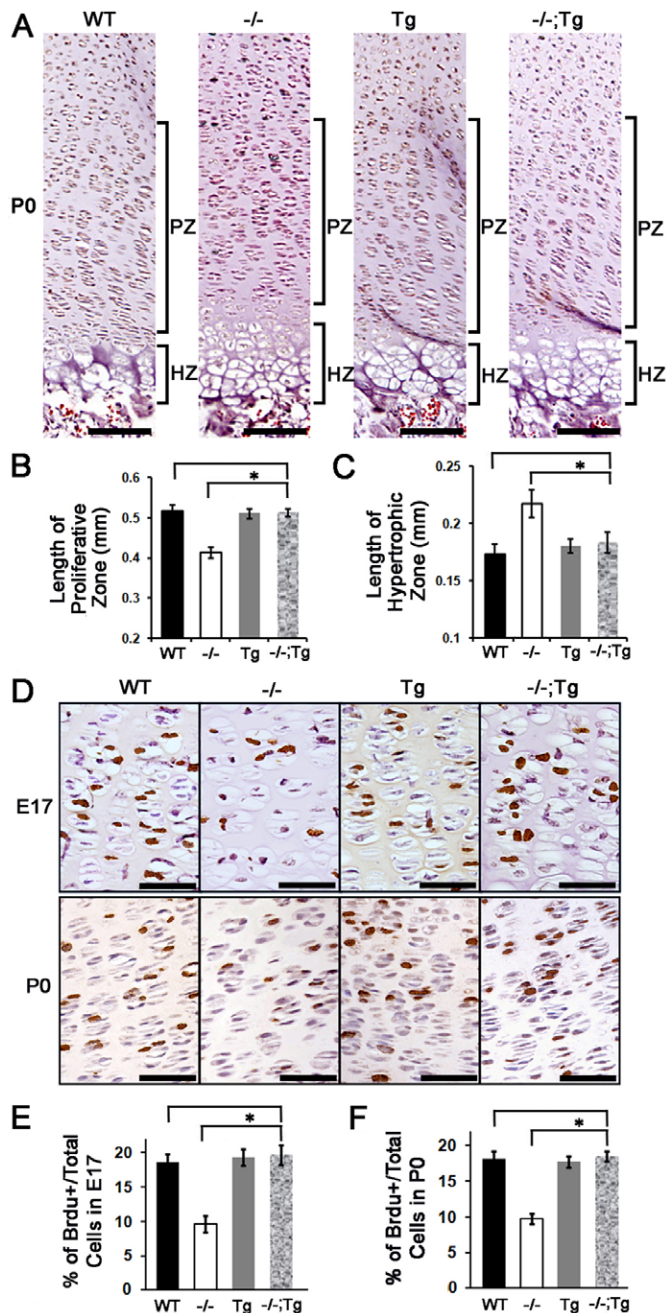 A
WT -/- Tg -/-;Tg
P0
PZ PZ PZ PZ
HZ HZ HZ HZ
B
*
Length of
Proliferative
Zone (mm)
0.6
0.5
0.4
0.3
0.2
WT -/- Tg -/-;Tg
C
*
Length of
Hypertrophic
Zone (mm)
0.25
0.2
0.15
0.1
WT -/- Tg -/-;Tg
D
WT -/- Tg -/-;Tg
E17
P0
E
*
% of Brdu+/Total
Cells in E17
20
15
10
5
0
WT -/- Tg -/-;Tg
F
*
% of Brdu+/Total
Cells in P0
20
15
10
5
0
WT -/- Tg -/-;Tg